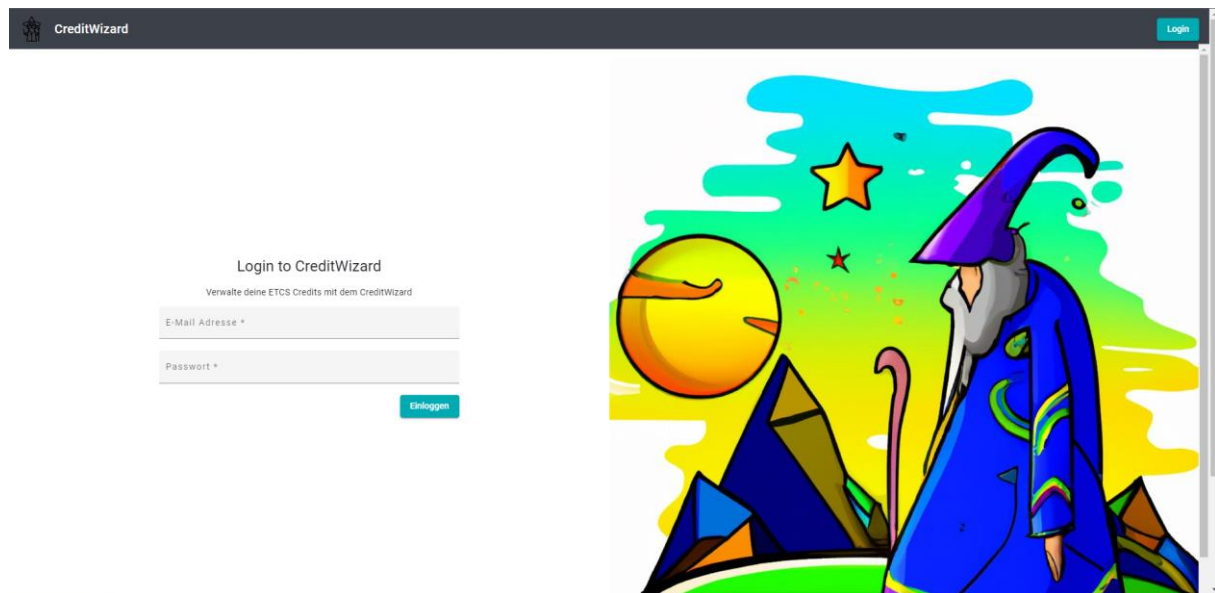 CreditWizard
Login
Login to CreditWizard
Verwalte deine ETCS Credits mit dem CreditWizard
E-Mail Adresse *
Passwort *
Einloggen